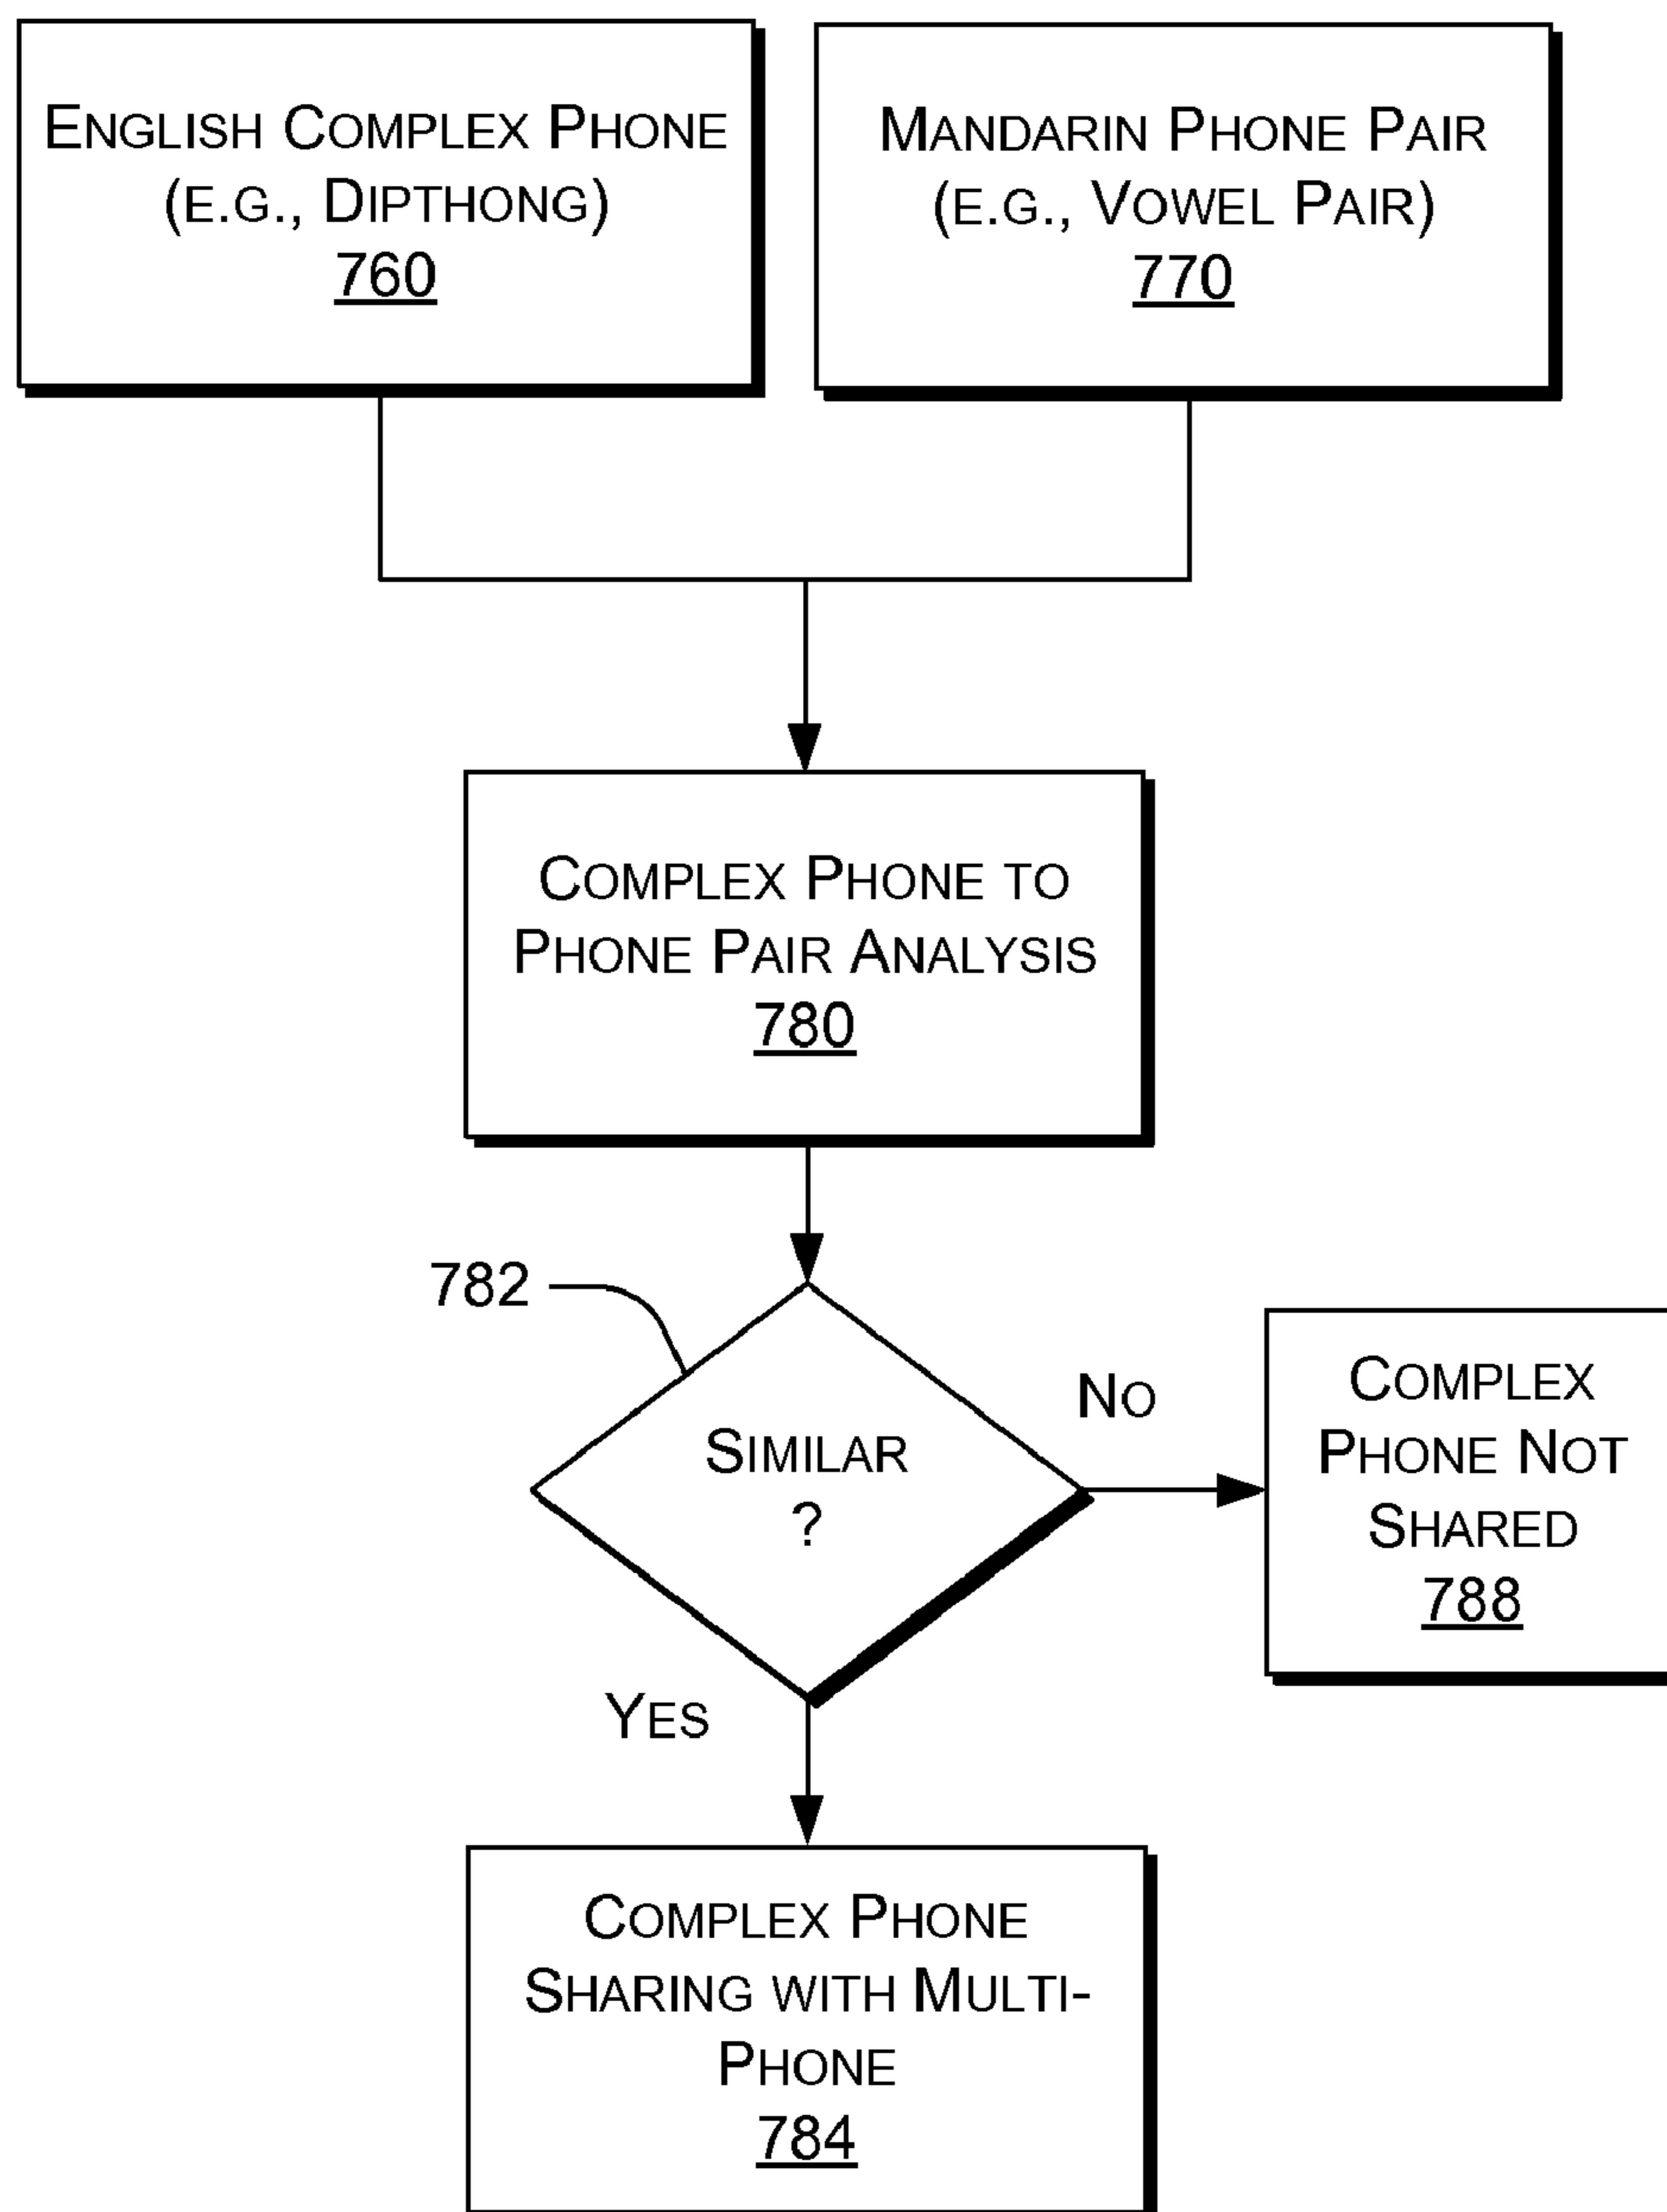 ENGLISH COMPLEX PHONE
(E.G., DIPTHONG)
760
MANDARIN PHONE PAIR
(E.G., VOWEL PAIR)
770
COMPLEX PHONE TO
PHONE PAIR ANALYSIS
780
782
SIMILAR
?
NO
COMPLEX
PHONE NOT
SHARED
788
YES
COMPLEX PHONE
SHARING WITH MULTI-
PHONE
784